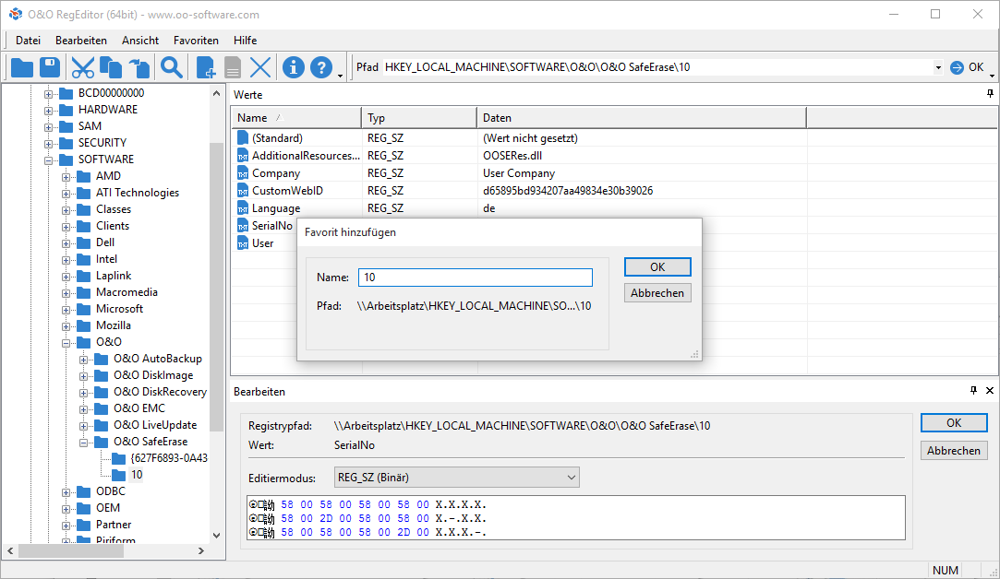 O&O RegEditor (64bit) - www.oo-software.com
Datei Bearbeiten Ansicht Favoriten Hilfe
Pfad HKEY_LOCAL_MACHINE\SOFTWARE\O&O\O&O SafeErase\10 OK
BCD00000000
HARDWARE
SAM
SECURITY
SOFTWARE
AMD
ATI Technologies
Classes
Clients
Dell
Intel
Laplink
Macromedia
Microsoft
Mozilla
O&O
O&O AutoBackup
O&O DiskImage
O&O DiskRecovery
O&O EMC
O&O LiveUpdate
O&O SafeErase
{627F6893-0A43
10
ODBC
OEM
Partner
Piriform
Werte
Name Typ Daten
(Standard) REG_SZ (Wert nicht gesetzt)
AdditionalResources... REG_SZ OOSERes.dll
Company REG_SZ User Company
CustomWebID REG_SZ d65895bd934207aa49834e30b39026
Language REG_SZ de
SerialNo
User
Favorit hinzufügen
Name: 10
Pfad: \\Arbeitsplatz\HKEY_LOCAL_MACHINE\SO...\10
OK
Abbrechen
Bearbeiten
Registrypfad: \\Arbeitsplatz\HKEY_LOCAL_MACHINE\SOFTWARE\O&O\O&O SafeErase\10
Wert: SerialNo
Editiermodus: REG_SZ (Binär)
58 00 58 00 58 00 58 00 X.X.X.X.
58 00 2D 00 58 00 58 00 X.-.X.X.
58 00 58 00 58 00 2D 00 X.X.X.-.
OK
Abbrechen
NUM